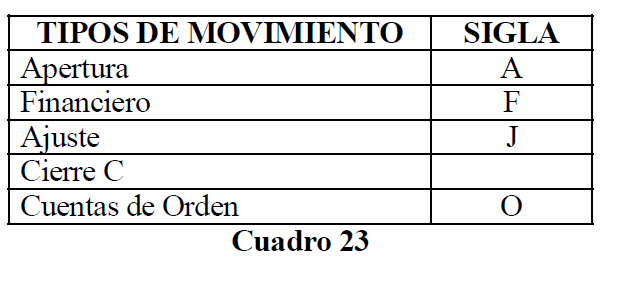 TIPOS DE MOVIMIENTO SIGLA
Apertura A
Financiero F
Ajuste J
Cierre C
Cuentas de Orden O
Cuadro 23